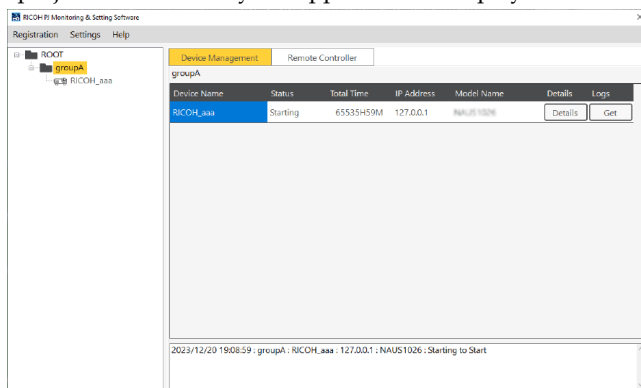 RICOH PJ Monitoring & Setting Software
Registration Settings Help
ROOT
groupA
RICOH_aaa
Device Management Remote Controller
groupA
Device Name Status Total Time IP Address Model Name Details Logs
RICOH_aaa Starting 65535H59M 127.0.0.1 Details Get
2023/12/20 19:08:59 : groupA : RICOH_aaa : 127.0.0.1 : NAUS1026 : Starting to Start